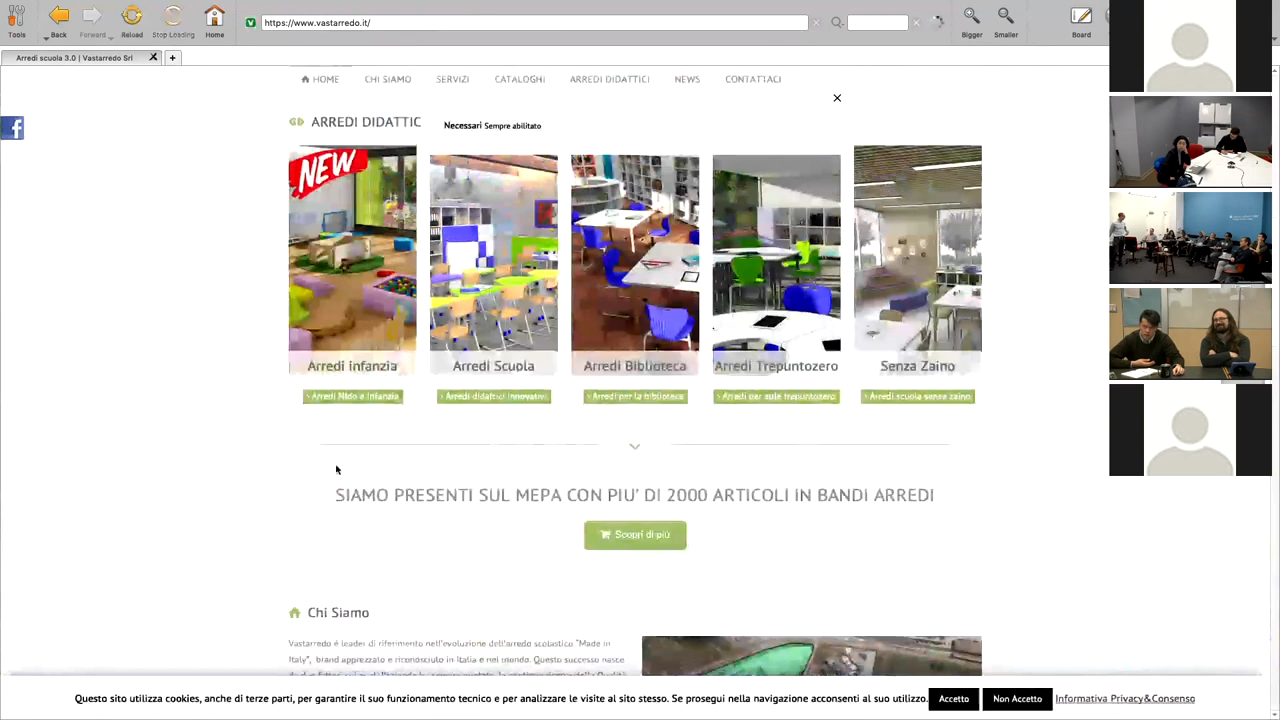 Tools
Back
Forward
Reload
Stop Loading
Home
https://www.vastarredo.it/
Bigger
Smaller
Board
Arredi scuola 3.0 | Vastarredo Srl
HOME
CHI SIAMO
SERVIZI
CATALOGHI
ARREDI DIDATTICI
NEWS
CONTATTACI
ARREDI DIDATTIC
Necessari Sempre abilitato
NEW
Arredi infanzia
Arredi Scuola
Arredi Biblioteca
Arredi Trepuntozero
Senza Zaino
Arredi Nido e Infanzia
Arredi didattici innovativi
Arredi per la biblioteca
Arredi per aule trepuntozero
Arredi scuola senza zaino
SIAMO PRESENTI SUL MEPA CON PIU' DI 2000 ARTICOLI IN BANDI ARREDI
Scopri di più
Chi Siamo
Vastarredo è leader di riferimento nell'evoluzione dell'arredo scolastico "Made in
Italy", brand apprezzato e riconosciuto in Italia e nel mondo. Questo successo nasce
Questo sito utilizza cookies, anche di terze parti, per garantire il suo funzionamento tecnico e per analizzare le visite al sito stesso. Se prosegui nella navigazione acconsenti al suo utilizzo.
Accetto
Non Accetto
Informativa Privacy&Consenso